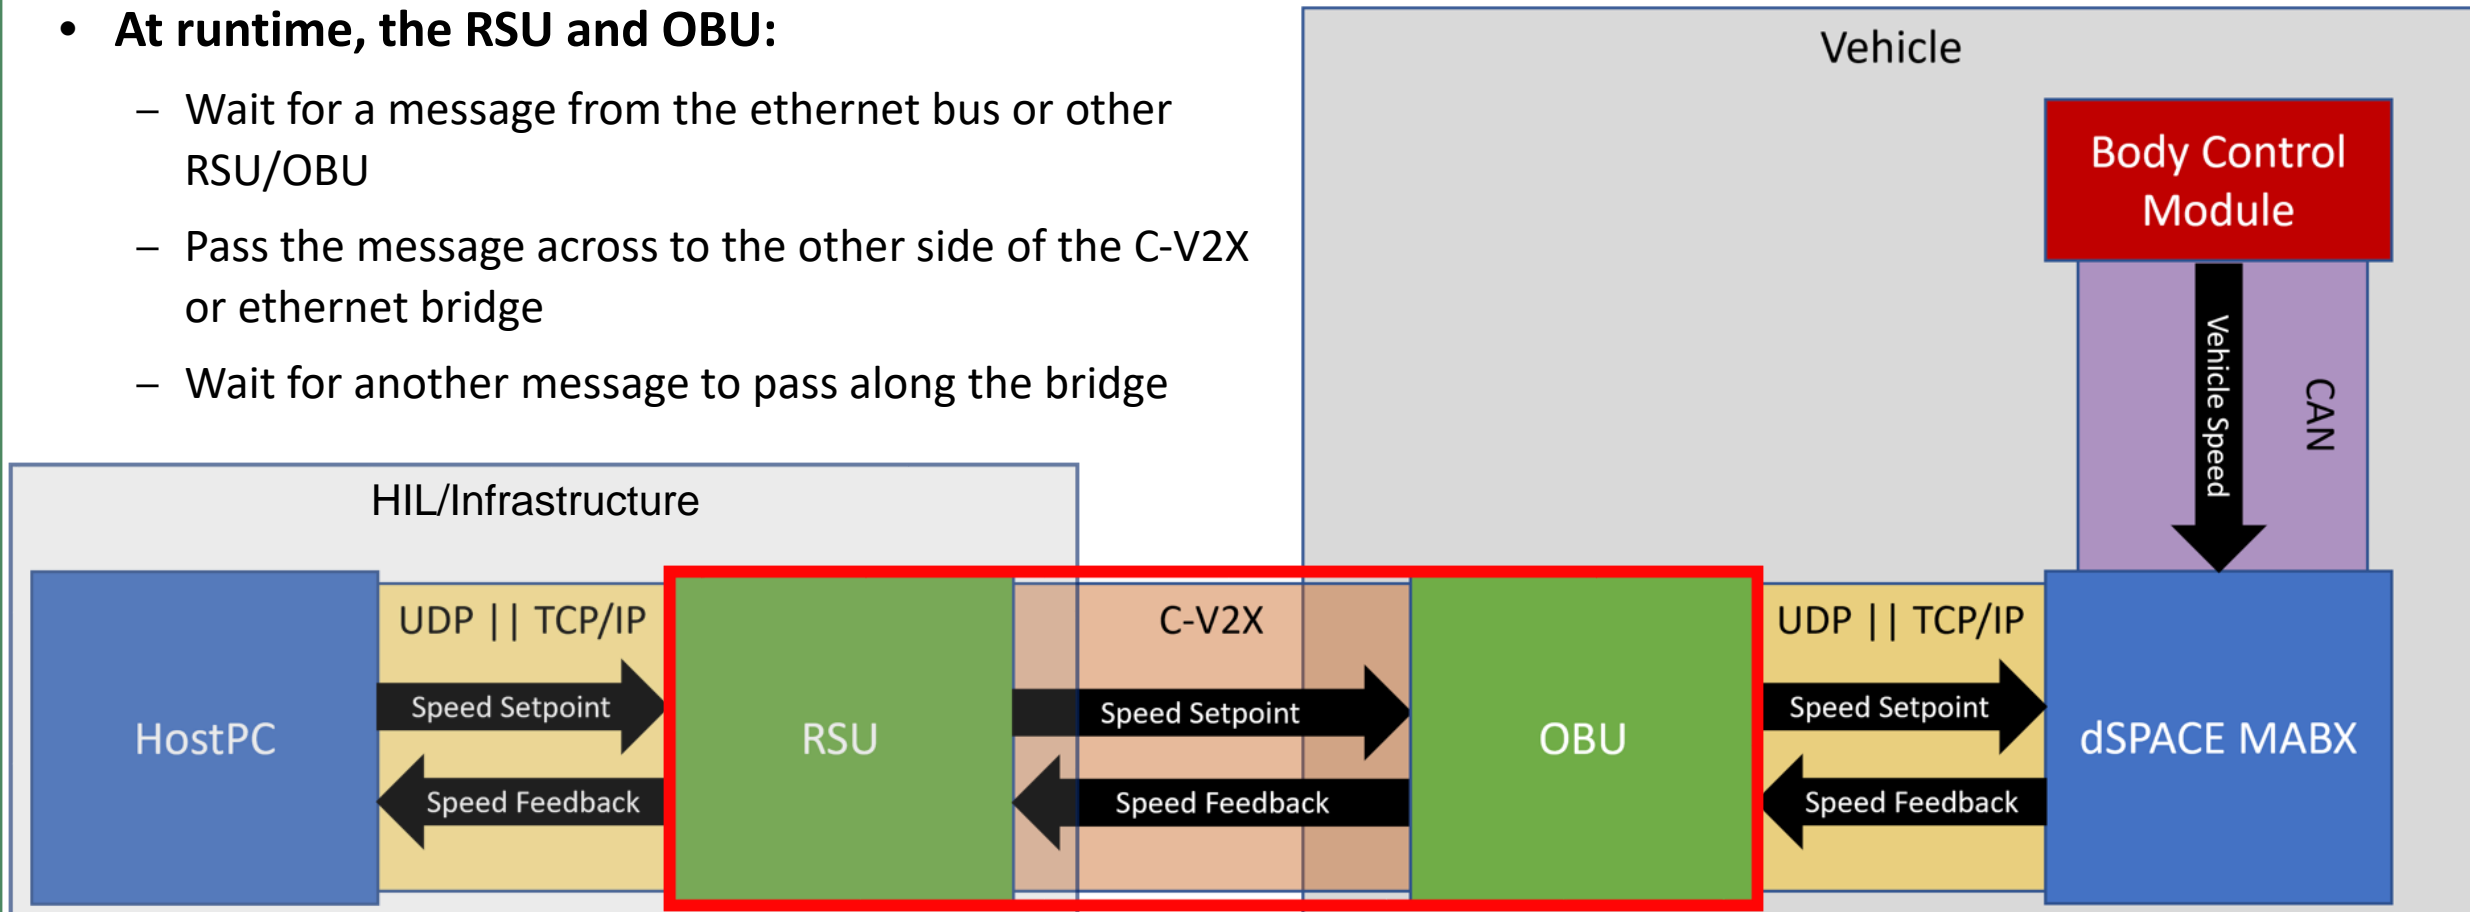 • At runtime, the RSU and OBU:
– Wait for a message from the ethernet bus or other
RSU/OBU
– Pass the message across to the other side of the C-V2X
or ethernet bridge
– Wait for another message to pass along the bridge
Vehicle
Body Control
Module
Vehicle Speed
CAN
HIL/Infrastructure
HostPC
UDP || TCP/IP
Speed Setpoint
Speed Feedback
RSU
C-V2X
Speed Setpoint
Speed Feedback
OBU
UDP || TCP/IP
Speed Setpoint
Speed Feedback
dSPACE MABX